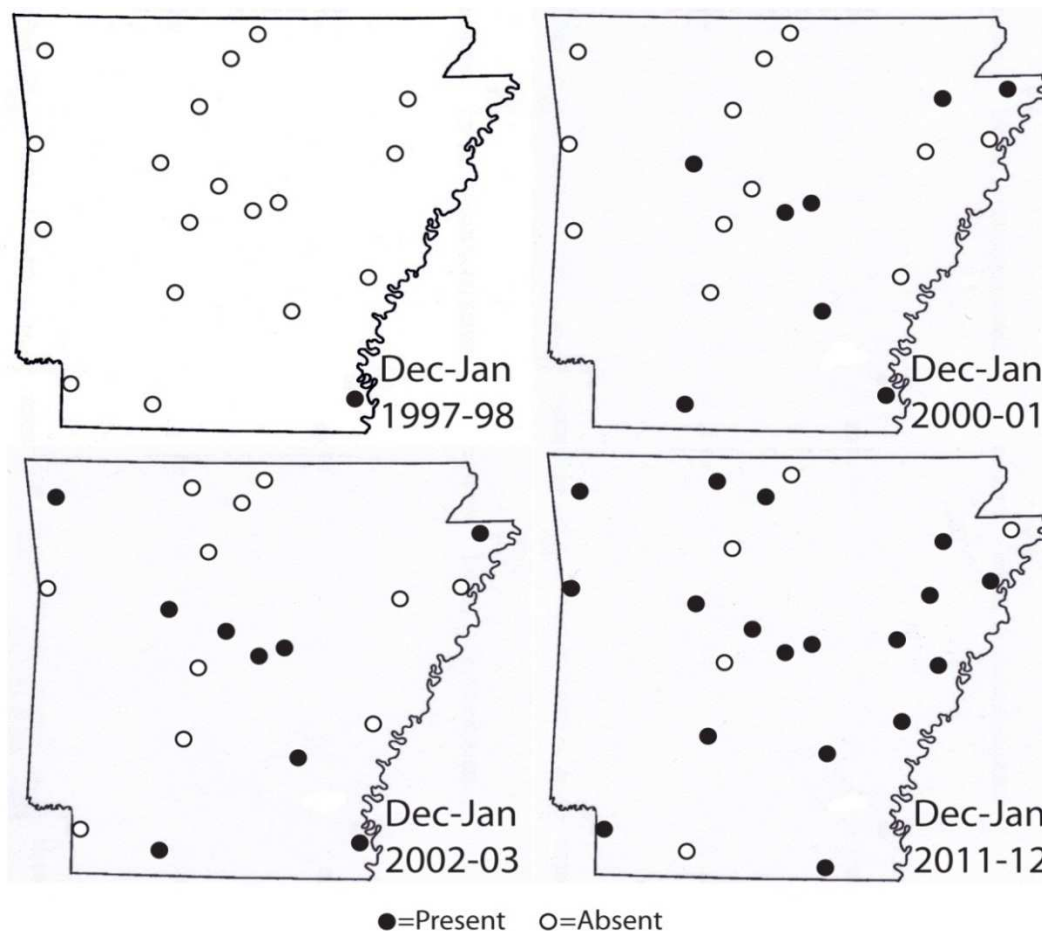 Dec-Jan
1997-98
Dec-Jan
2000-01
Dec-Jan
2002-03
Dec-Jan
2011-12
●=Present ○=Absent